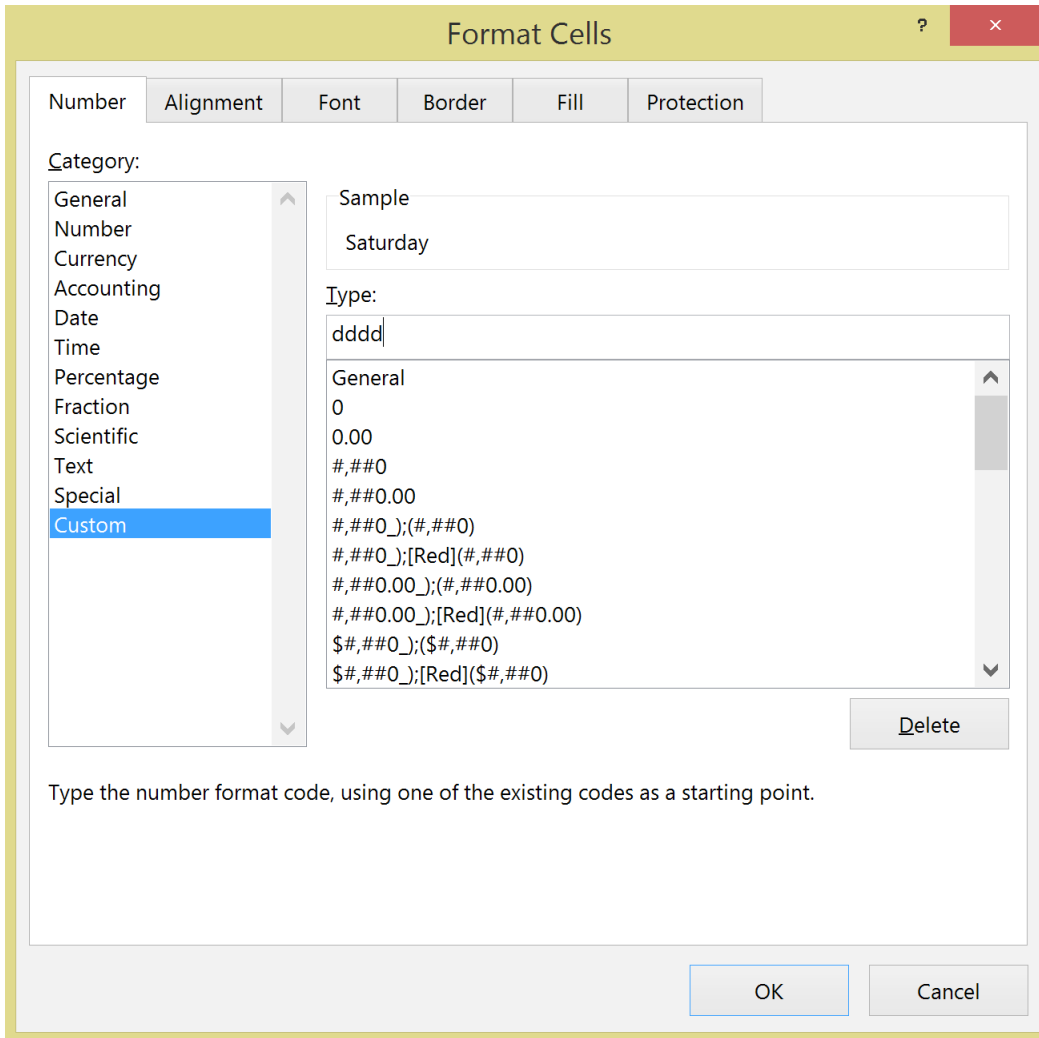 Format Cells
?
×
Number Alignment Font Border Fill Protection
Category:
General
Number
Currency
Accounting
Date
Time
Percentage
Fraction
Scientific
Text
Special
Custom
Sample
Saturday
Type:
dddd
General
0
0.00
#,##0
#,##0.00
#,##0_);(#,##0)
#,##0_);[Red](#,##0)
#,##0.00_);(#,##0.00)
#,##0.00_);[Red](#,##0.00)
$#,##0_);($#,##0)
$#,##0_);[Red]($#,##0)
Delete
Type the number format code, using one of the existing codes as a starting point.
OK Cancel